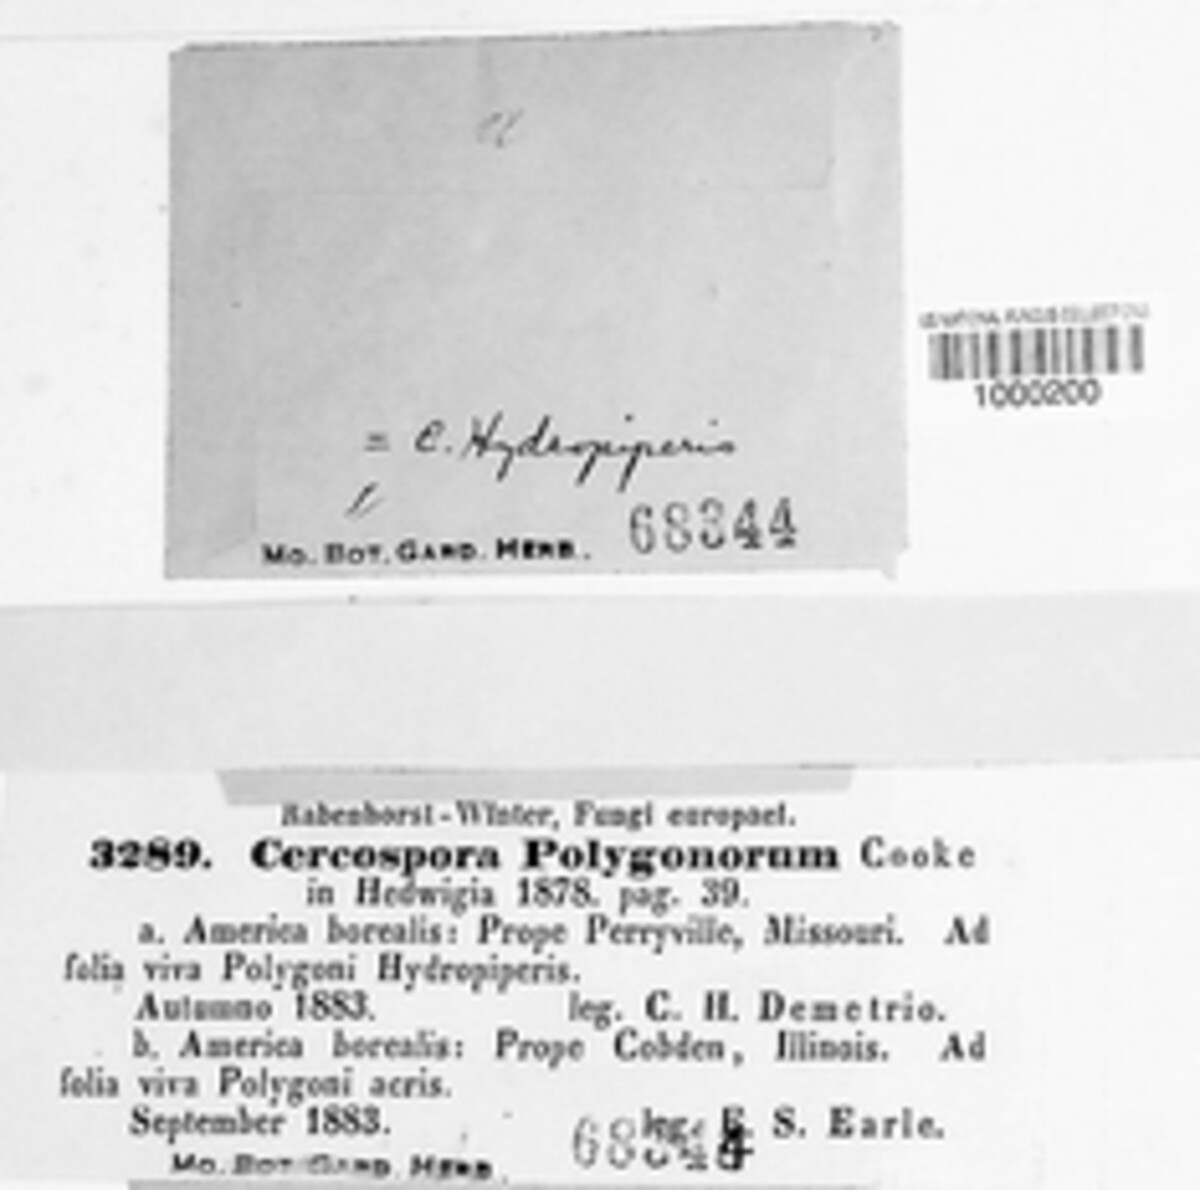 = C. Hydropiperis
MO. BOT. GARD. HERB. 68344
1000200
Rabenhorst-Winter, Fungi europaei.
3289. Cercospora Polygonorum Cooke
in Hedwigia 1878. pag. 39.
a. America borealis: Prope Perryville, Missouri. Ad
folia viva Polygoni Hydropiperis.
Autumno 1883. leg. C. H. Demetrio.
b. America borealis: Prope Cobden, Illinois. Ad
folia viva Polygoni acris.
September 1883. leg. F. S. Earle.
MO. BOT. GARD. HERB. 68344